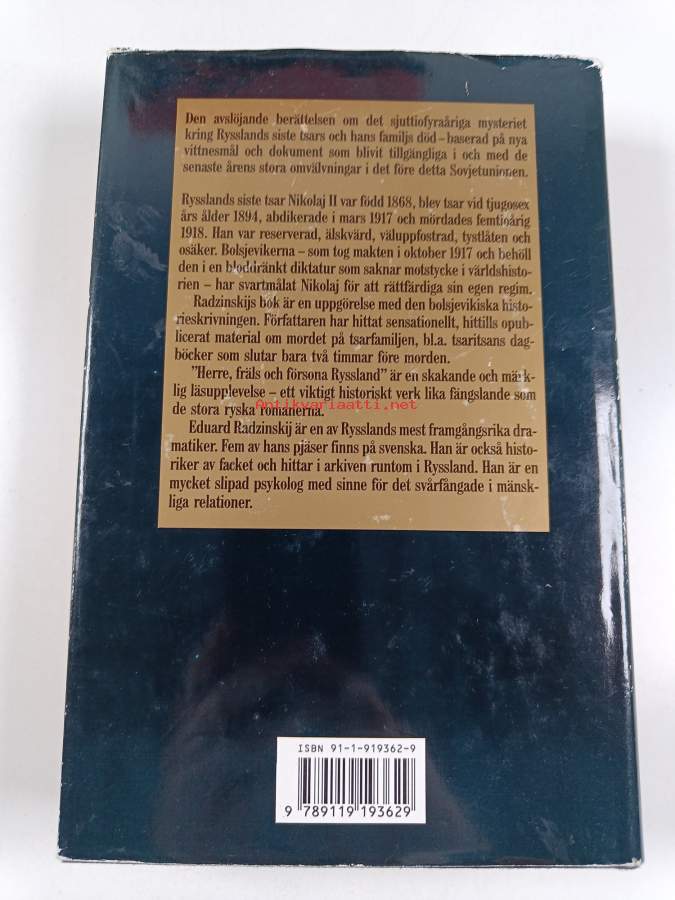 Den avslöjande berättelsen om det sjuttiofyraåriga mysteriet
kring Rysslands siste tsars och hans familjs död – baserad på nya
vittnesmål och dokument som blivit tillgängliga i och med de
senaste årens stora omvälvningar i det före detta Sovjetunionen.
Rysslands siste tsar Nikolaj II var född 1868, blev tsar vid tjugosex
års ålder 1894, abdikerade i mars 1917 och mördades femtioårig
1918. Han var reserverad, älskvärd, väluppfostrad, tystlåten och
osäker. Bolsjevikerna – som tog makten i oktober 1917 och behöll
den i en bloddränkt diktatur som saknar motstycke i världshisto-
rien – har svartmålat Nikolaj för att rättfärdiga sin egen regim.
Radzinskijs bok är en uppgörelse med den bolsjevikiska histo-
rieskrivningen. Författaren har hittat sensationellt, hittills opub-
licerat material om mordet på tsarfamiljen, bl.a. tsaritsans dag-
böcker som slutar bara två timmar före morden.
"Herre, fräls och försona Ryssland" är en skakande och märk-
lig läsupplevelse – ett viktigt historiskt verk lika fängslande som
Antikvariaatti.net
de stora ryska romanerna.
Eduard Radzinskij är en av Rysslands mest framgångsrika dra-
matiker. Fem av hans pjäser finns på svenska. Han är också histo-
riker av facket och hittar i arkiven runtom i Ryssland. Han är en
mycket slipad psykolog med sinne för det svårfångade i mänsk-
liga relationer.
ISBN 91-1-919362-9
9 789119 193629